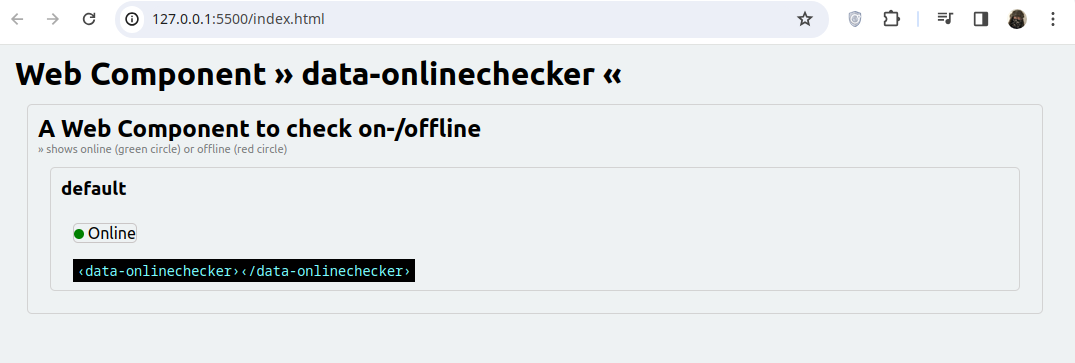 127.0.0.1:5500/index.html
Web Component » data-onlinechecker «
A Web Component to check on-/offline
» shows online (green circle) or offline (red circle)
default
Online
‹data-onlinechecker›‹/data-onlinechecker›